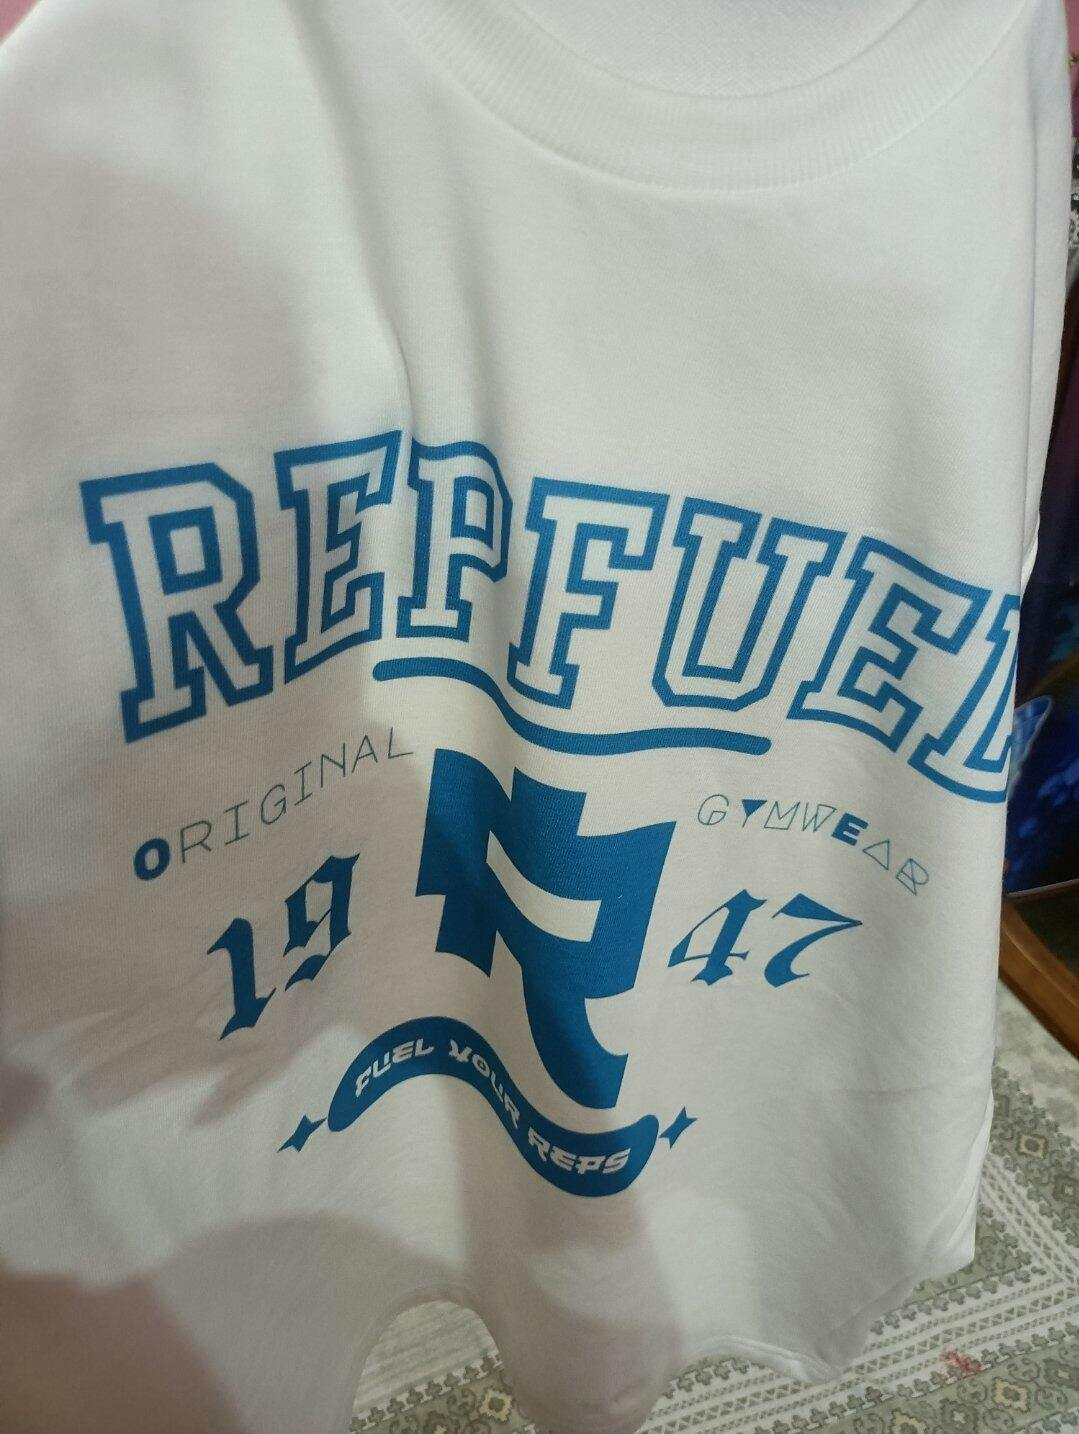 REPFUEL
ORIGINAL GYMWEAR
19 47
FUEL YOUR REPS